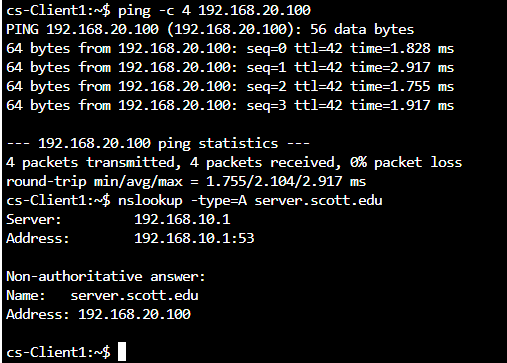 cs-Client1:~$ ping -c 4 192.168.20.100
PING 192.168.20.100 (192.168.20.100): 56 data bytes
64 bytes from 192.168.20.100: seq=0 ttl=42 time=1.828 ms
64 bytes from 192.168.20.100: seq=1 ttl=42 time=2.917 ms
64 bytes from 192.168.20.100: seq=2 ttl=42 time=1.755 ms
64 bytes from 192.168.20.100: seq=3 ttl=42 time=1.917 ms

--- 192.168.20.100 ping statistics ---
4 packets transmitted, 4 packets received, 0% packet loss
round-trip min/avg/max = 1.755/2.104/2.917 ms
cs-Client1:~$ nslookup -type=A server.scott.edu
Server:         192.168.10.1
Address:        192.168.10.1:53

Non-authoritative answer:
Name:   server.scott.edu
Address: 192.168.20.100

cs-Client1:~$